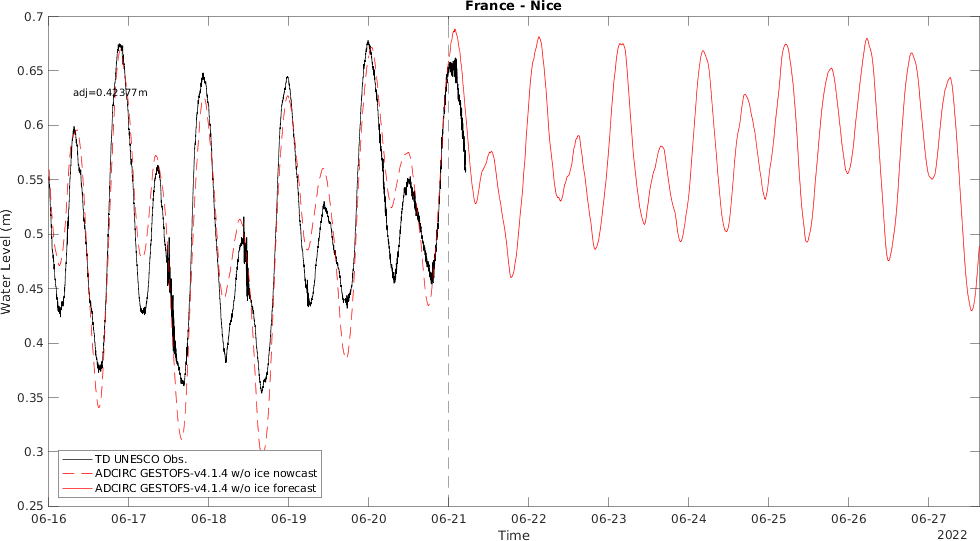 France - Nice
0.7
0.65
adj=0.42377m
0.6
0.55
0.5
0.45
0.4
0.35
0.3
0.25
Water Level (m)
TD UNESCO Obs.
ADCIRC GESTOFS-v4.1.4 w/o ice nowcast
ADCIRC GESTOFS-v4.1.4 w/o ice forecast
06-16 06-17 06-18 06-19 06-20 06-21 06-22 06-23 06-24 06-25 06-26 06-27
Time
2022